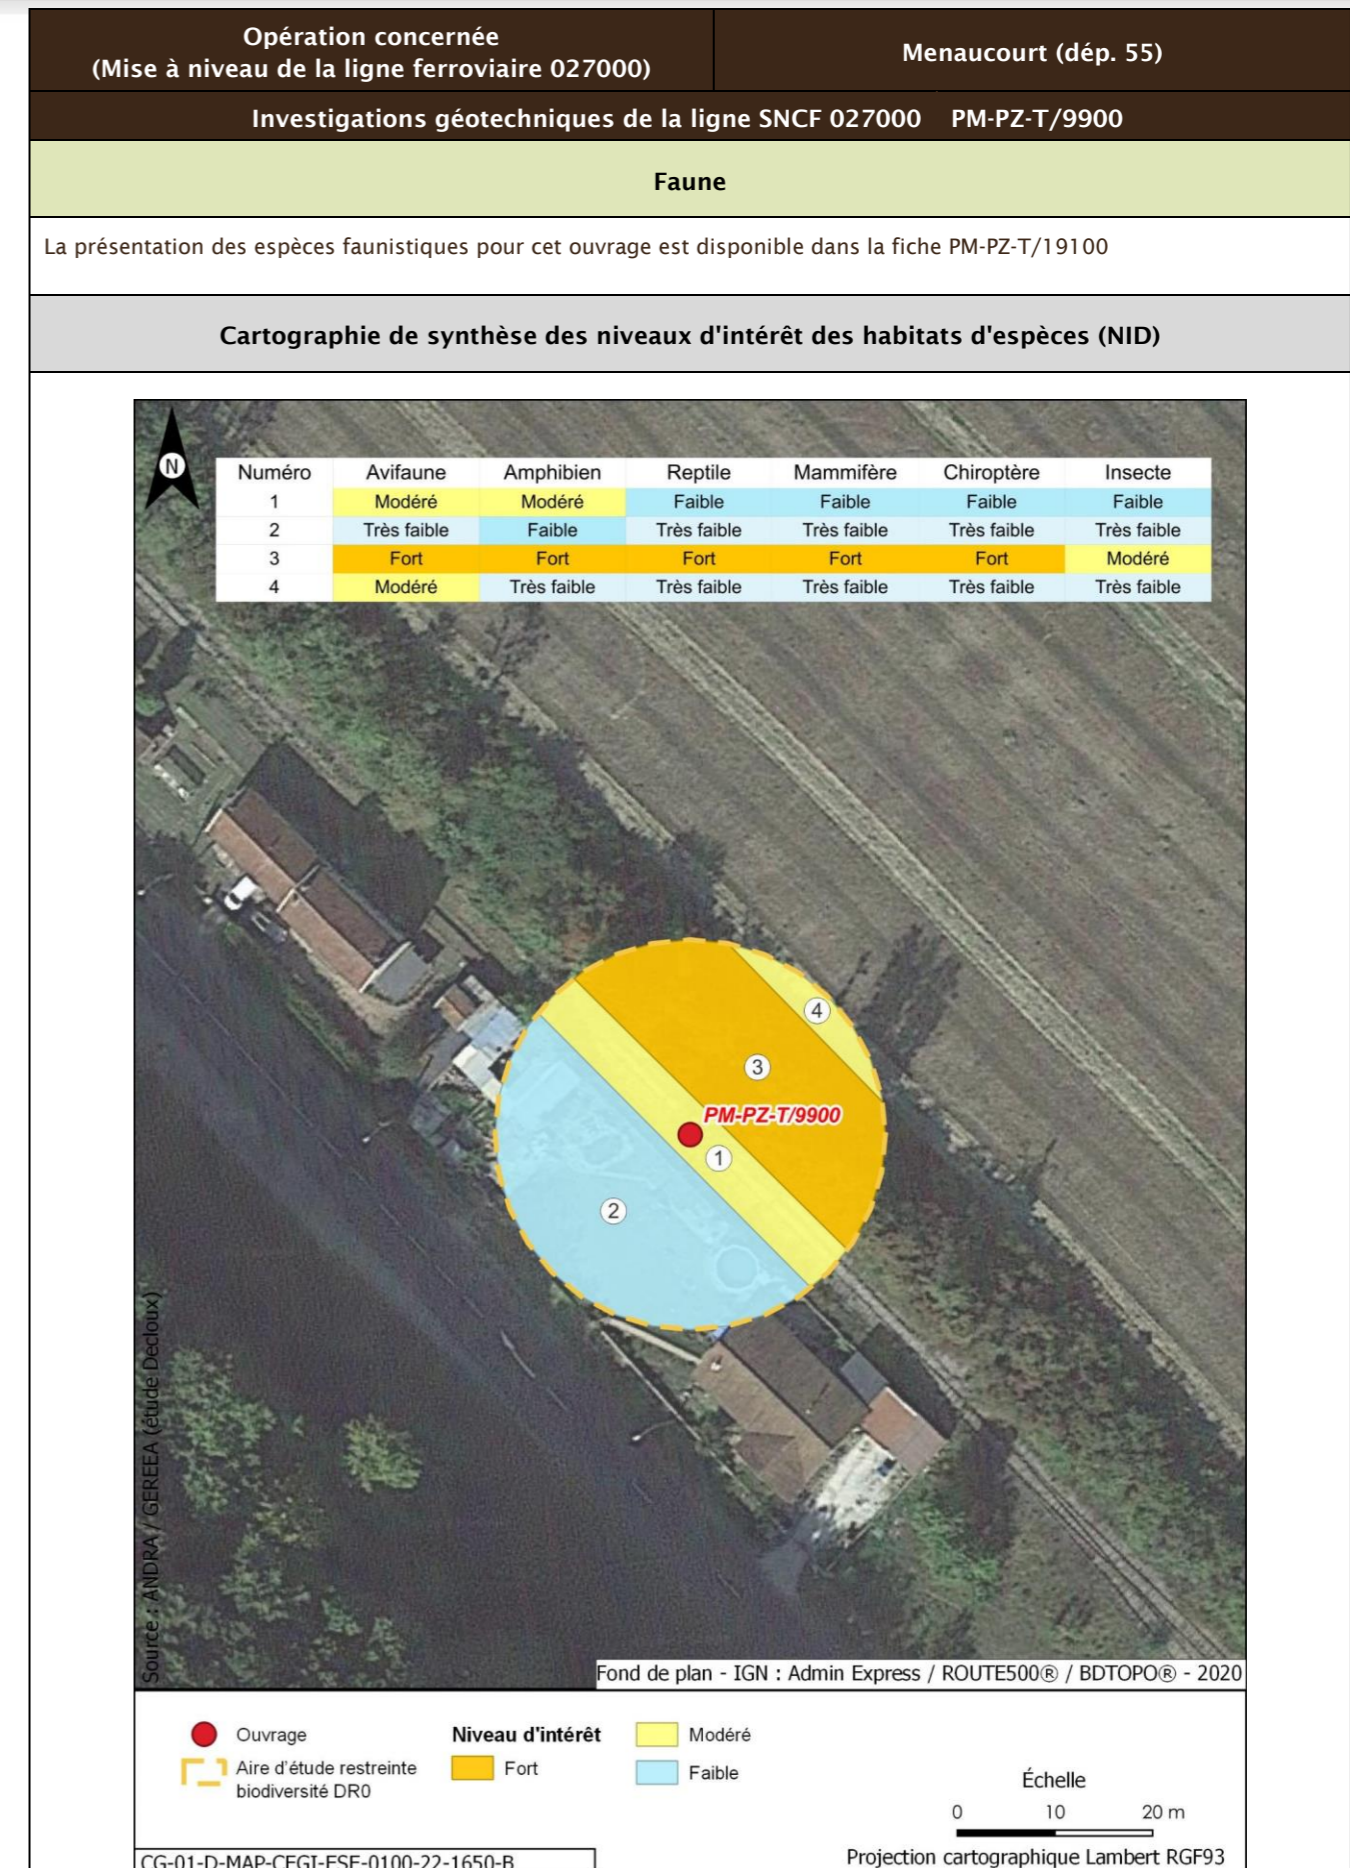 Opération concernée
(Mise à niveau de la ligne ferroviaire 027000)
Menaucourt (dép. 55)
Investigations géotechniques de la ligne SNCF 027000 PM-PZ-T/9900
Faune
La présentation des espèces faunistiques pour cet ouvrage est disponible dans la fiche PM-PZ-T/19100
Cartographie de synthèse des niveaux d'intérêt des habitats d'espèces (NID)
N
Numéro Avifaune Amphibien Reptile Mammifère Chiroptère Insecte
1 Modéré Modéré Faible Faible Faible Faible
2 Très faible Faible Très faible Très faible Très faible Très faible
3 Fort Fort Fort Fort Fort Modéré
4 Modéré Très faible Très faible Très faible Très faible Très faible
4
3
PM-PZ-T/9900
1
2
Source : ANDRA / GEREEA (étude Decloux)
Fond de plan - IGN : Admin Express / ROUTE500® / BDTOPO® - 2020
Ouvrage
Aire d'étude restreinte
biodiversité DR0
Niveau d'intérêt
Fort
Modéré
Faible
Échelle
0 10 20 m
Projection cartographique Lambert RGF93
CG-01-D-MAP-CEGI-ESE-0100-22-1650-B